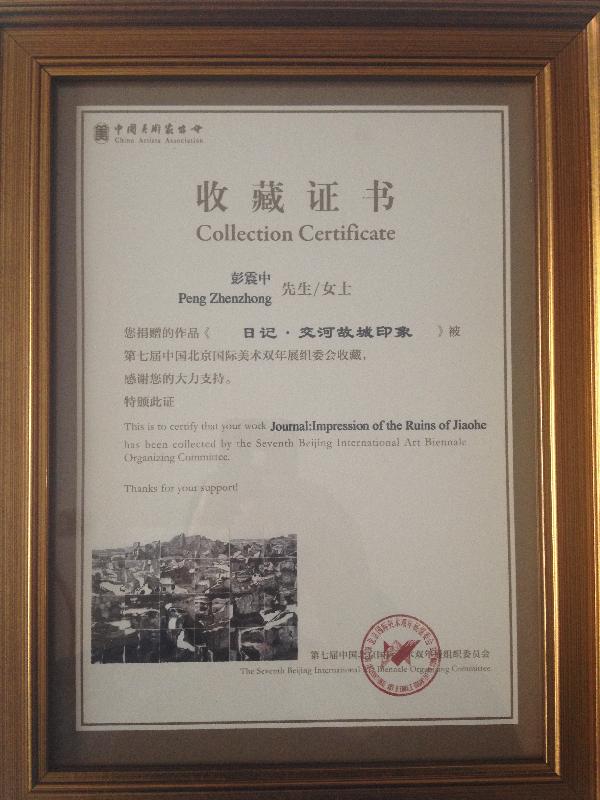 美
中国美术家协会
China Artists Association
收藏证书
Collection Certificate
彭震中
Peng Zhenzhong
先生/女士
您捐赠的作品《 日记·交河故城印象 》被
第七届中国北京国际美术双年展组委会收藏,
感谢您的大力支持。
特颁此证
This is to certify that your work Journal:Impression of the Ruins of Jiaohe
has been collected by the Seventh Beijing International Art Biennale
Organizing Committee.
Thanks for your support!
第七届中国北京国际美术双年展组织委员会
The Seventh Beijing International Art Biennale Organizing Committee